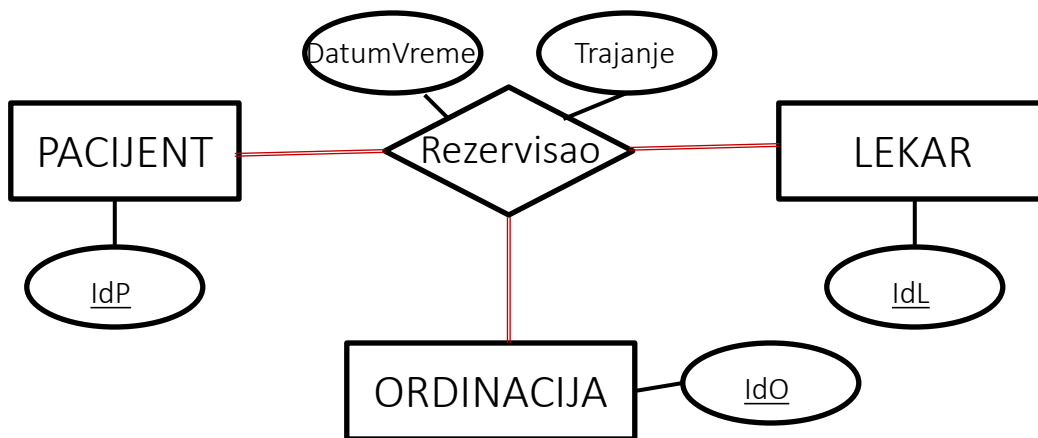 DatumVreme
Trajanje
PACIJENT
Rezervisao
LEKAR
IdP
IdL
ORDINACIJA
IdO